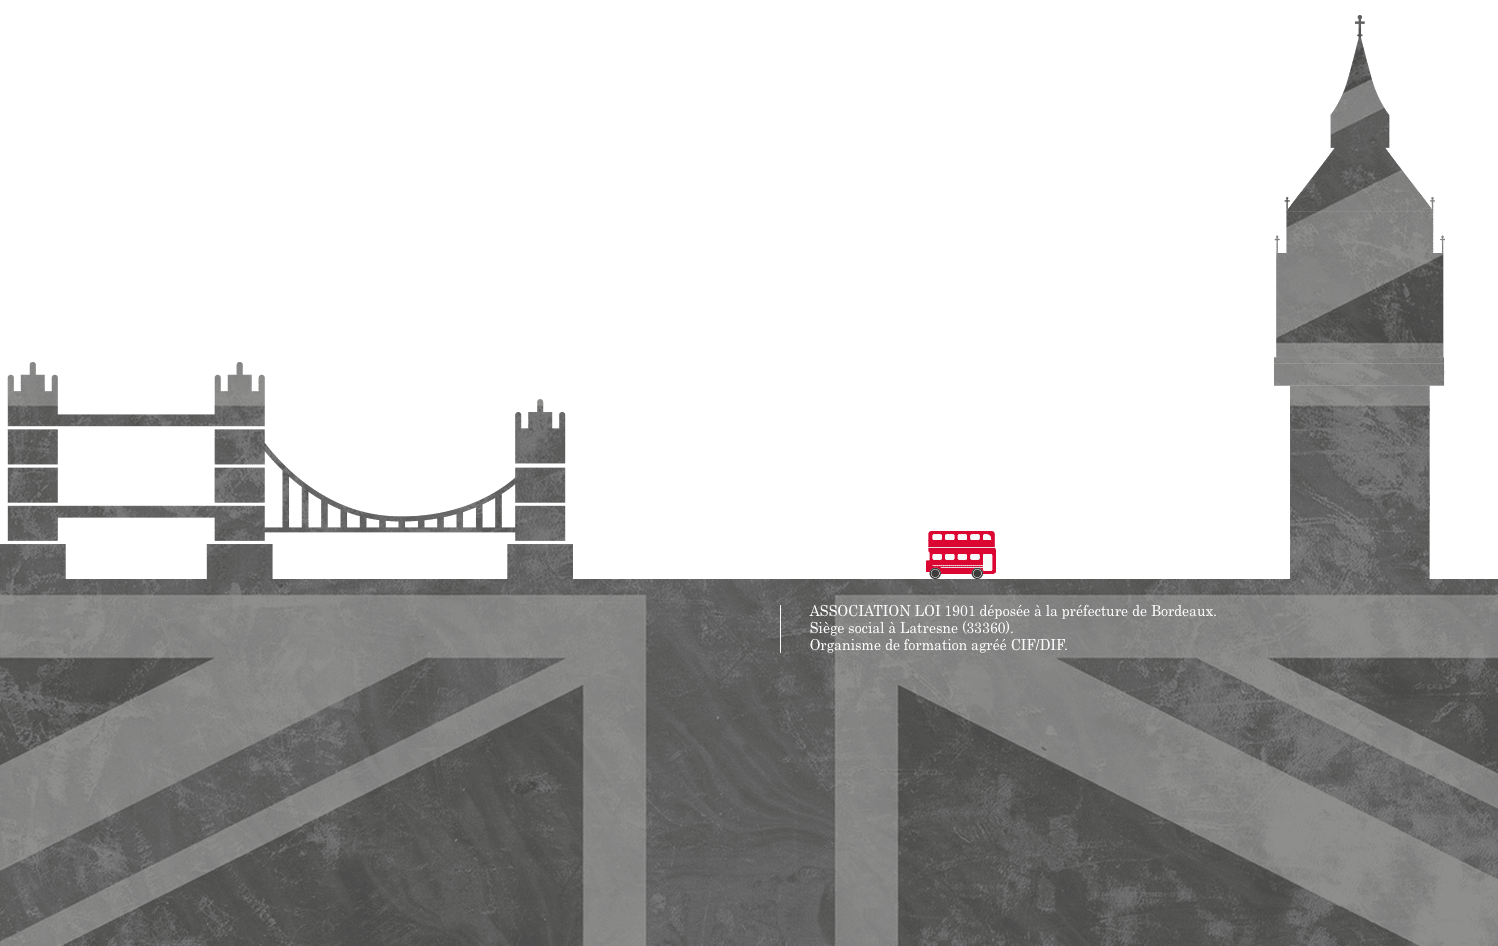 ASSOCIATION LOI 1901 déposée à la préfecture de Bordeaux.
Siège social à Latresne (33360).
Organisme de formation agréé CIF/DIF.